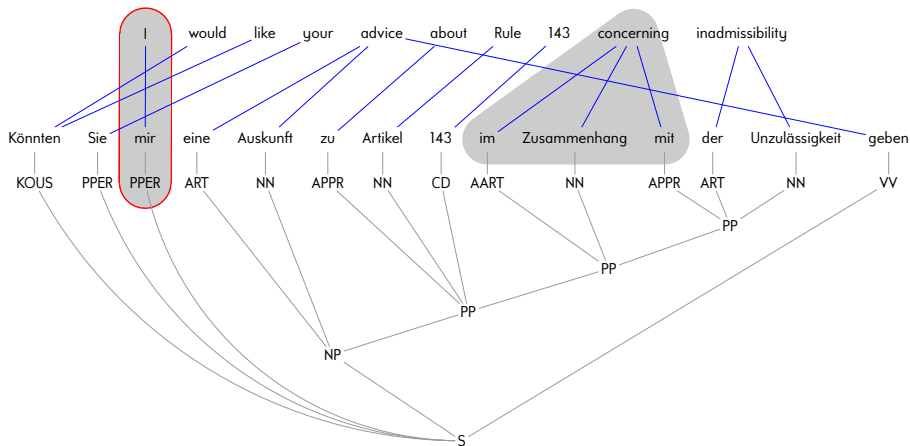 I would like your advice about Rule 143 concerning inadmissibility
Könnten Sie mir eine Auskunft zu Artikel 143 im Zusammenhang mit der Unzulässigkeit geben
KOUS PPER PPER ART NN APPR NN CD AART NN APPR ART NN VV
PP
PP
PP
NP
S